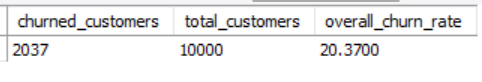 churned_customers total_customers overall_churn_rate
2037 10000 20.3700